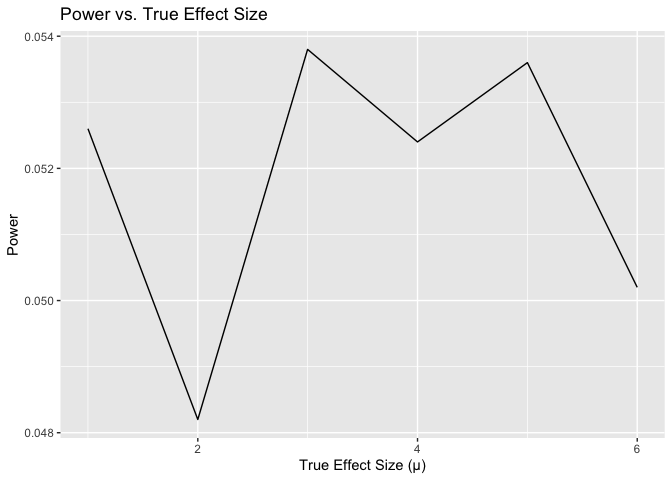 Power vs. True Effect Size
0.054
0.052
0.050
0.048
Power
2 4 6
True Effect Size (μ)